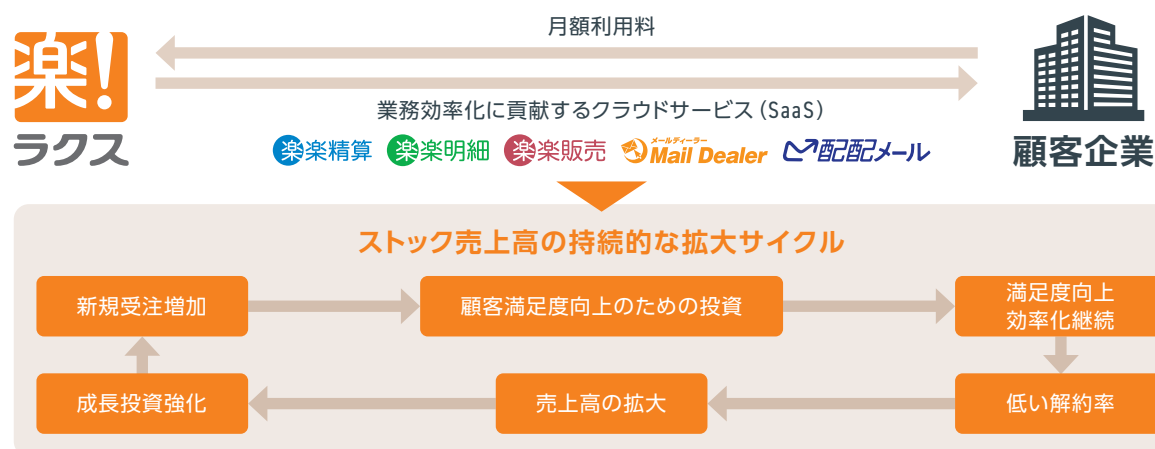 月額利用料
楽!
ラクス
業務効率化に貢献するクラウドサービス（SaaS）
楽楽精算 楽楽明細 楽楽販売 メールディーラー Mail Dealer 配配メール
顧客企業
ストック売上高の持続的な拡大サイクル
新規受注増加
顧客満足度向上のための投資
満足度向上
効率化継続
低い解約率
売上高の拡大
成長投資強化